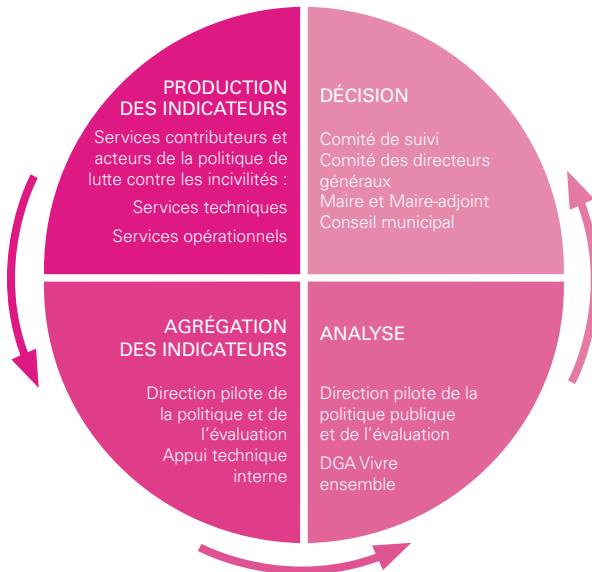 PRODUCTION
DES INDICATEURS
Services contributeurs et
acteurs de la politique de
lutte contre les incivilités :
Services techniques
Services opérationnels
DÉCISION
Comité de suivi
Comité des directeurs
généraux
Maire et Maire-adjoint
Conseil municipal
AGRÉGATION
DES INDICATEURS
Direction pilote de
la politique et de
l’évaluation
Appui technique
interne
ANALYSE
Direction pilote de la
politique publique
et de l’évaluation
DGA Vivre
ensemble